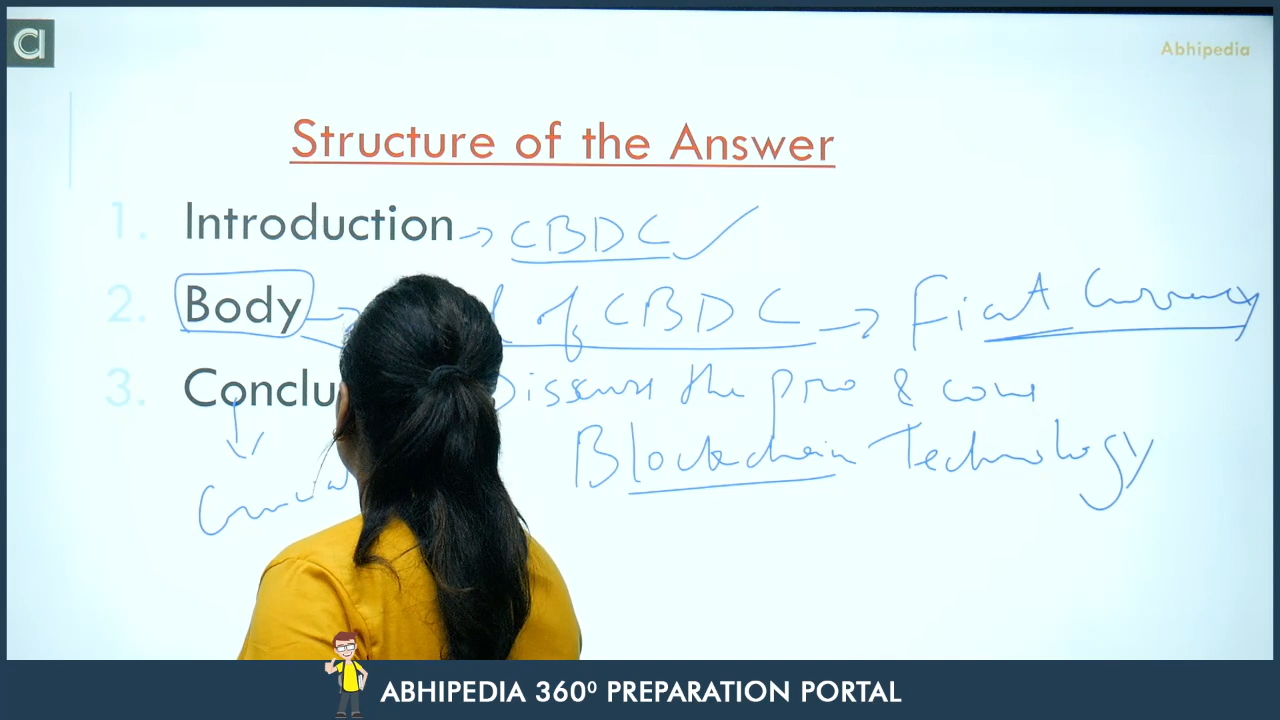 a
Abhipedia
Structure of the Answer
1. Introduction → CBDC ✓
2. Body → of CBDC → Fiat Currency
3. Conclu Discuss the pro & cons
Blockchain Technology
ABHIPEDIA 360⁰ PREPARATION PORTAL